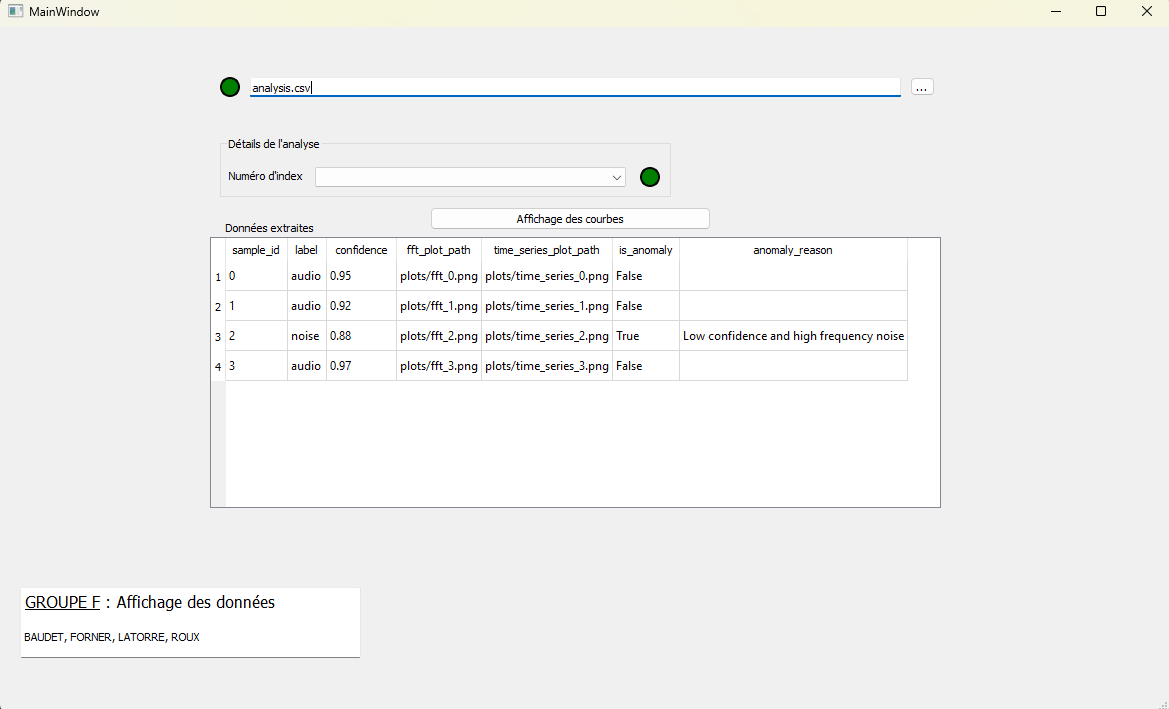 MainWindow
analysis.csv
...
Détails de l'analyse
Numéro d'index
Affichage des courbes
Données extraites
sample_id label confidence fft_plot_path time_series_plot_path is_anomaly anomaly_reason
1 0 audio 0.95 plots/fft_0.png plots/time_series_0.png False
2 1 audio 0.92 plots/fft_1.png plots/time_series_1.png False
3 2 noise 0.88 plots/fft_2.png plots/time_series_2.png True Low confidence and high frequency noise
4 3 audio 0.97 plots/fft_3.png plots/time_series_3.png False
GROUPE F : Affichage des données
BAUDET, FORNER, LATORRE, ROUX